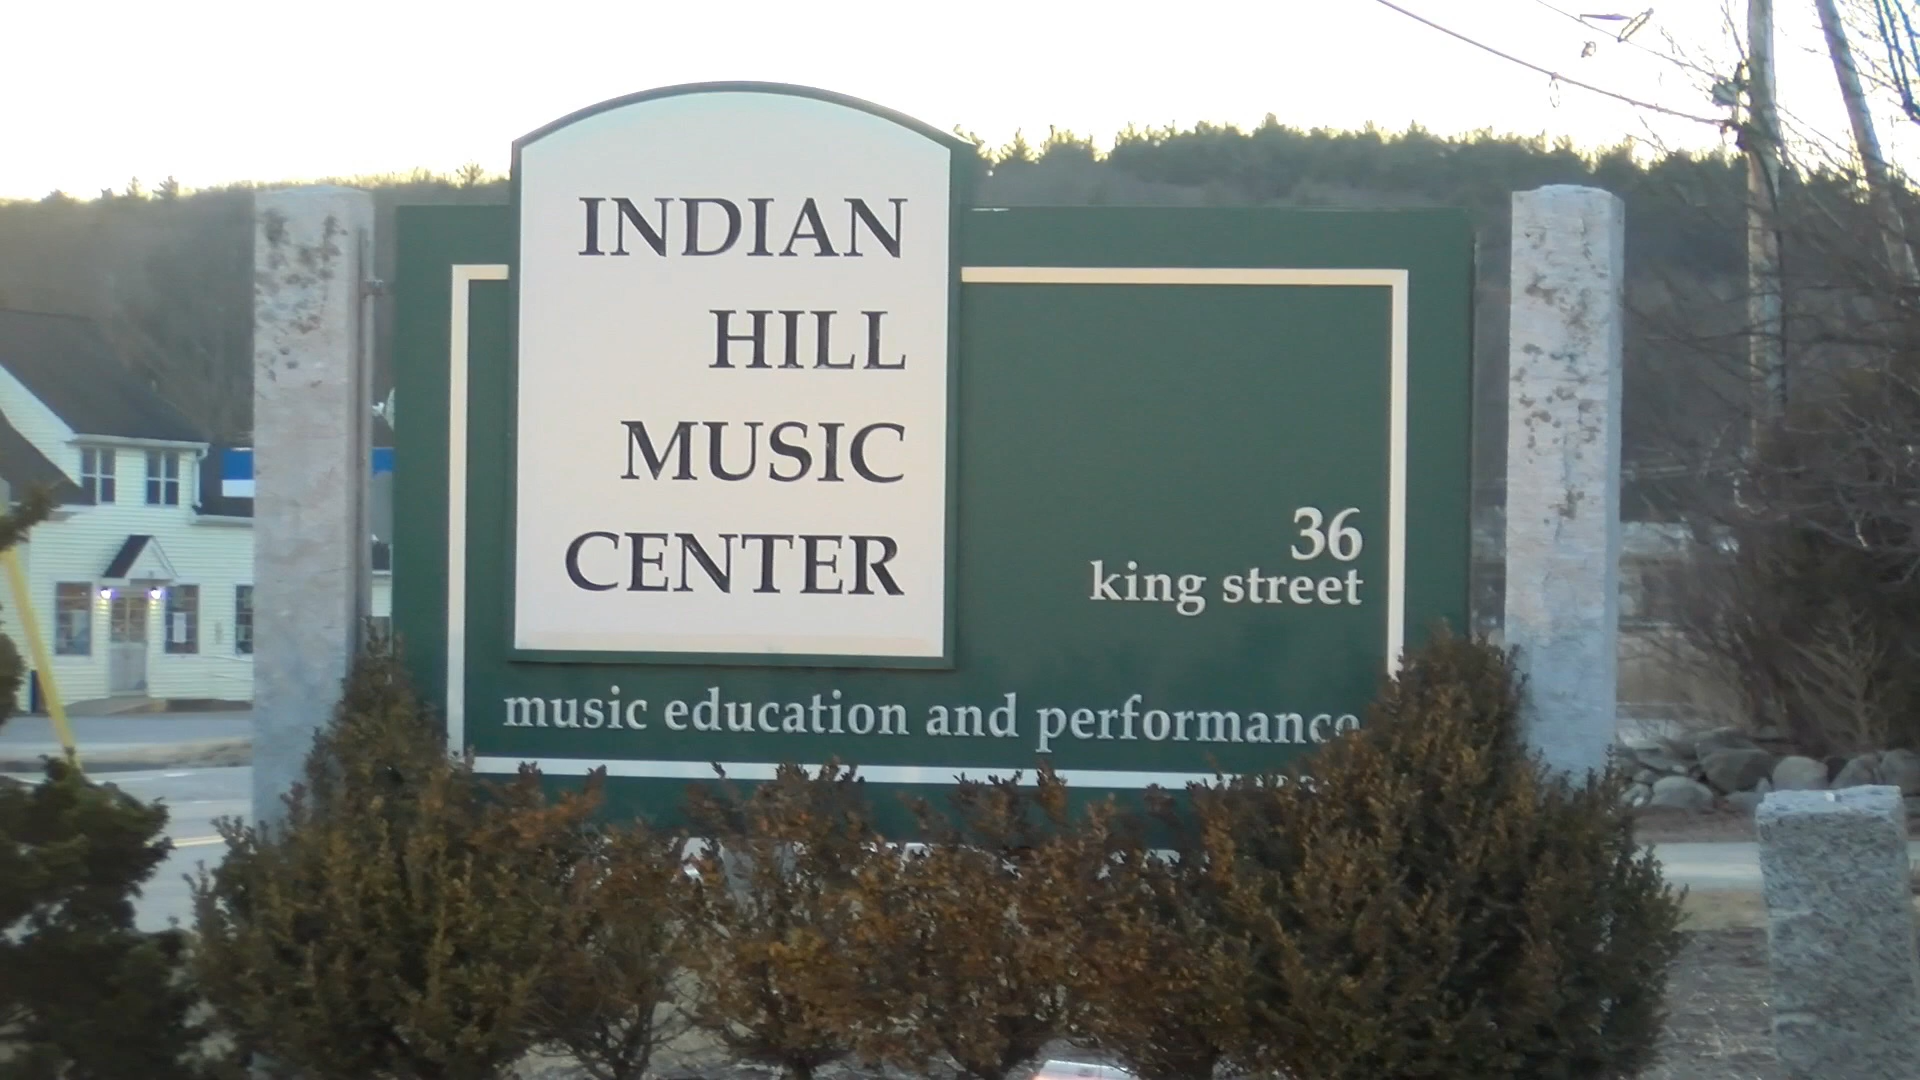 INDIAN
HILL
MUSIC
CENTER
36
king street
music education and performance